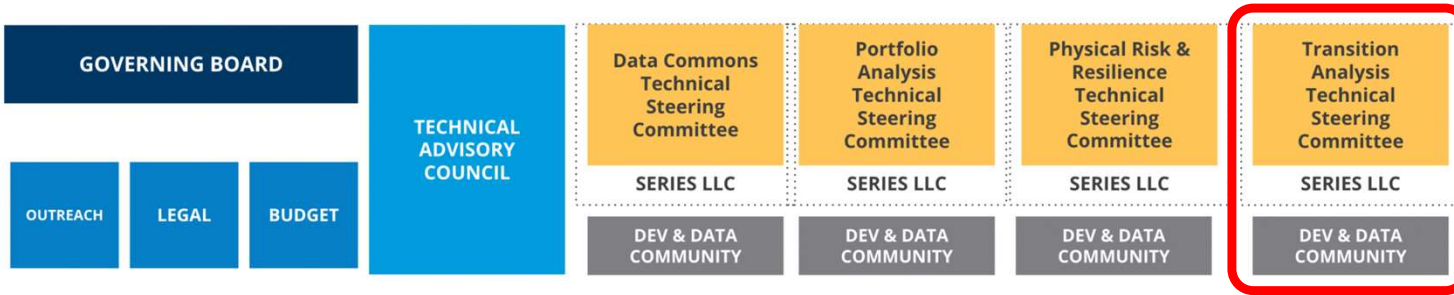 GOVERNING BOARD
OUTREACH
LEGAL
BUDGET
TECHNICAL
ADVISORY
COUNCIL
Data Commons
Technical
Steering
Committee
SERIES LLC
DEV & DATA
COMMUNITY
Portfolio
Analysis
Technical
Steering
Committee
SERIES LLC
DEV & DATA
COMMUNITY
Physical Risk &
Resilience
Technical
Steering
Committee
SERIES LLC
DEV & DATA
COMMUNITY
Transition
Analysis
Technical
Steering
Committee
SERIES LLC
DEV & DATA
COMMUNITY